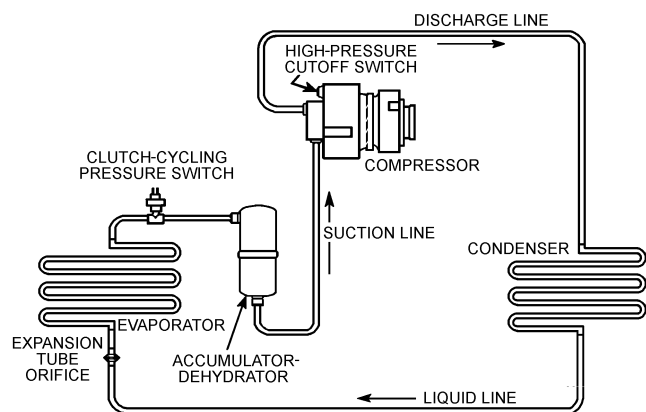 DISCHARGE LINE
HIGH-PRESSURE
CUTOFF SWITCH
COMPRESSOR
CLUTCH-CYCLING
PRESSURE SWITCH
SUCTION LINE
CONDENSER
EVAPORATOR
EXPANSION
TUBE
ORIFICE
ACCUMULATOR-
DEHYDRATOR
LIQUID LINE